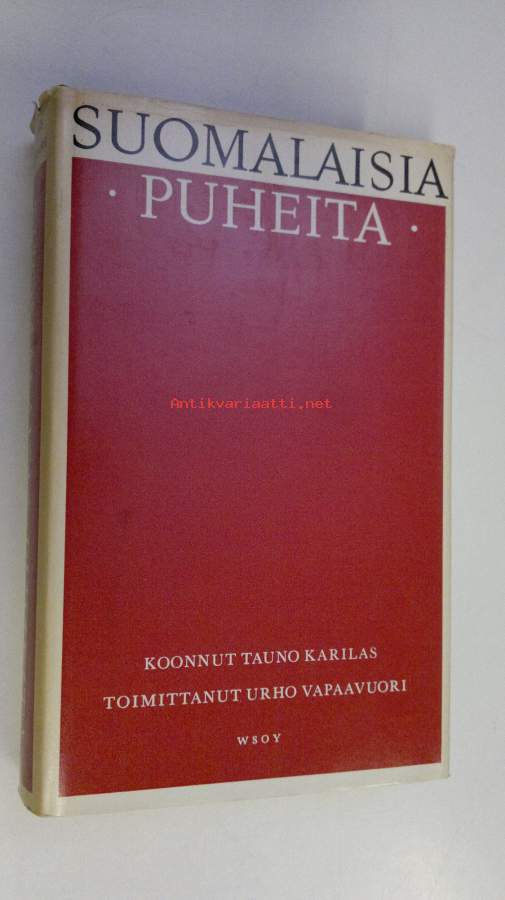 SUOMALAISIA
· PUHEITA ·
Antikvariaatti.net
KOONNUT TAUNO KARILAS
TOIMITTANUT URHO VAPAAVUORI
WSOY